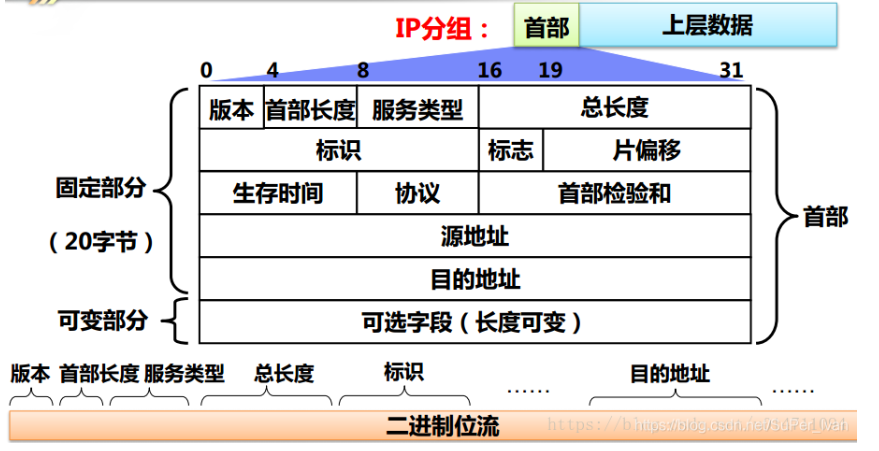 IP分组： 首部 上层数据
0 4 8 16 19 31
版本 首部长度 服务类型 总长度
标识 标志 片偏移
固定部分
生存时间 协议 首部检验和
首部
（20字节）
源地址
目的地址
可变部分
可选字段（长度可变）
版本 首部长度 服务类型 总长度 标识 …… 目的地址 ……
二进制位流